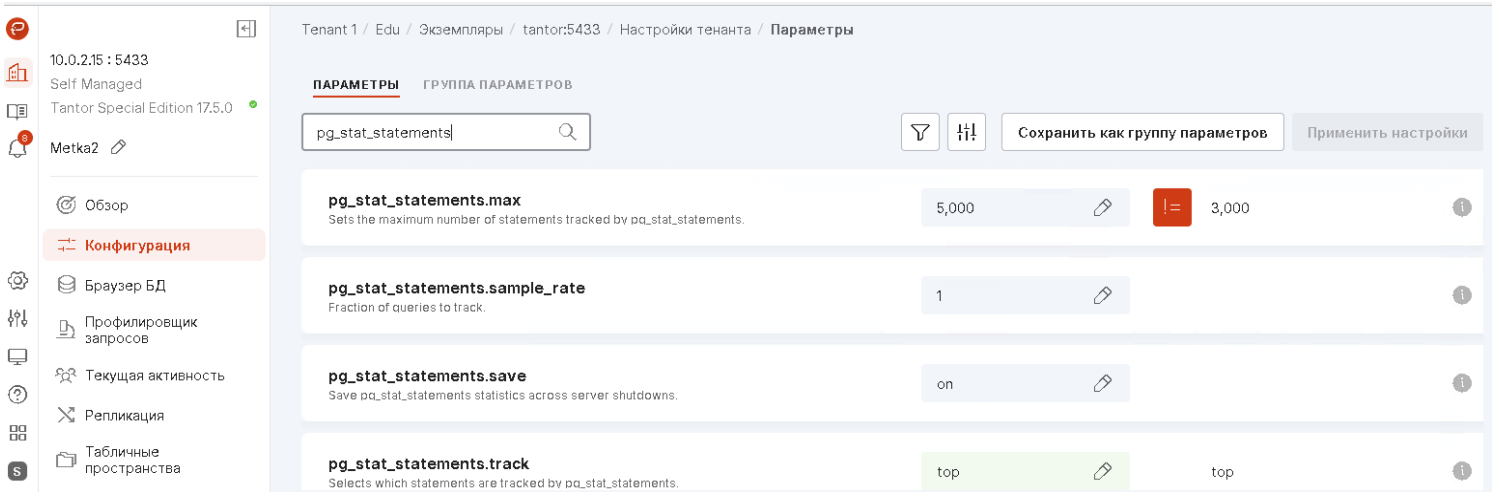 Tenant 1 / Edu / Экземпляры / tantor:5433 / Настройки тенанта / Параметры
10.0.2.15 : 5433
Self Managed
Tantor Special Edition 17.5.0
8
Metka2
Обзор
Конфигурация
Браузер БД
Профилировщик
запросов
Текущая активность
Репликация
Табличные
пространства
S
ПАРАМЕТРЫ ГРУППА ПАРАМЕТРОВ
pg_stat_statements
Сохранить как группу параметров
Применить настройки
pg_stat_statements.max
Sets the maximum number of statements tracked by pg_stat_statements.
5,000 != 3,000
pg_stat_statements.sample_rate
Fraction of queries to track.
1
pg_stat_statements.save
Save pg_stat_statements statistics across server shutdowns.
on
pg_stat_statements.track
Selects which statements are tracked by pg_stat_statements.
top top